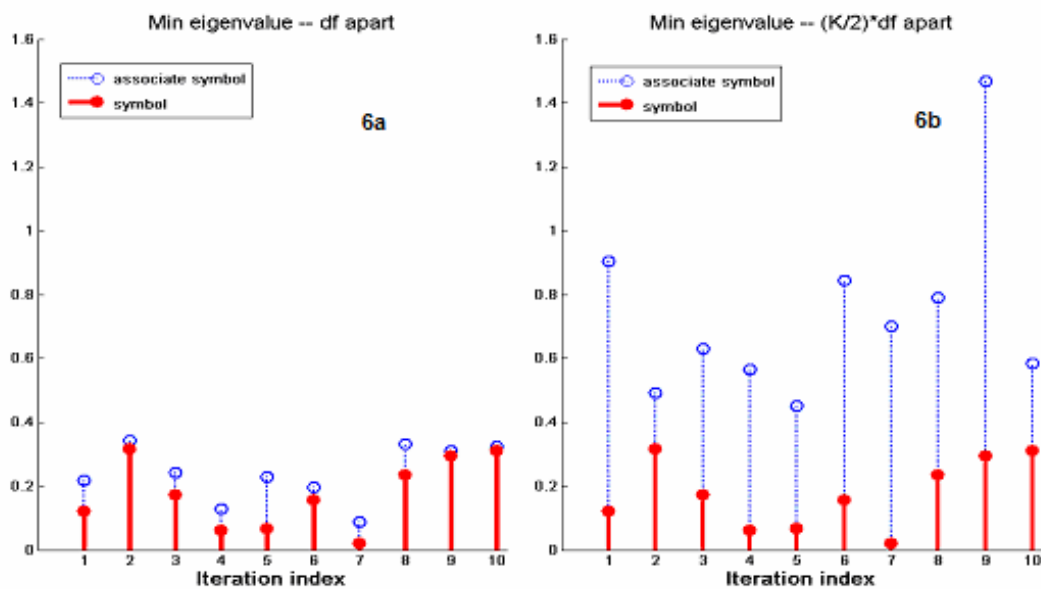 Min eigenvalue -- df apart
1.6
1.4
1.2
1
0.8
0.6
0.4
0.2
0
associate symbol
symbol
6a
1 2 3 4 5 6 7 8 9 10
Iteration index
Min eigenvalue -- (K/2)*df apart
1.6
1.4
1.2
1
0.8
0.6
0.4
0.2
0
associate symbol
symbol
6b
1 2 3 4 5 6 7 8 9 10
Iteration index